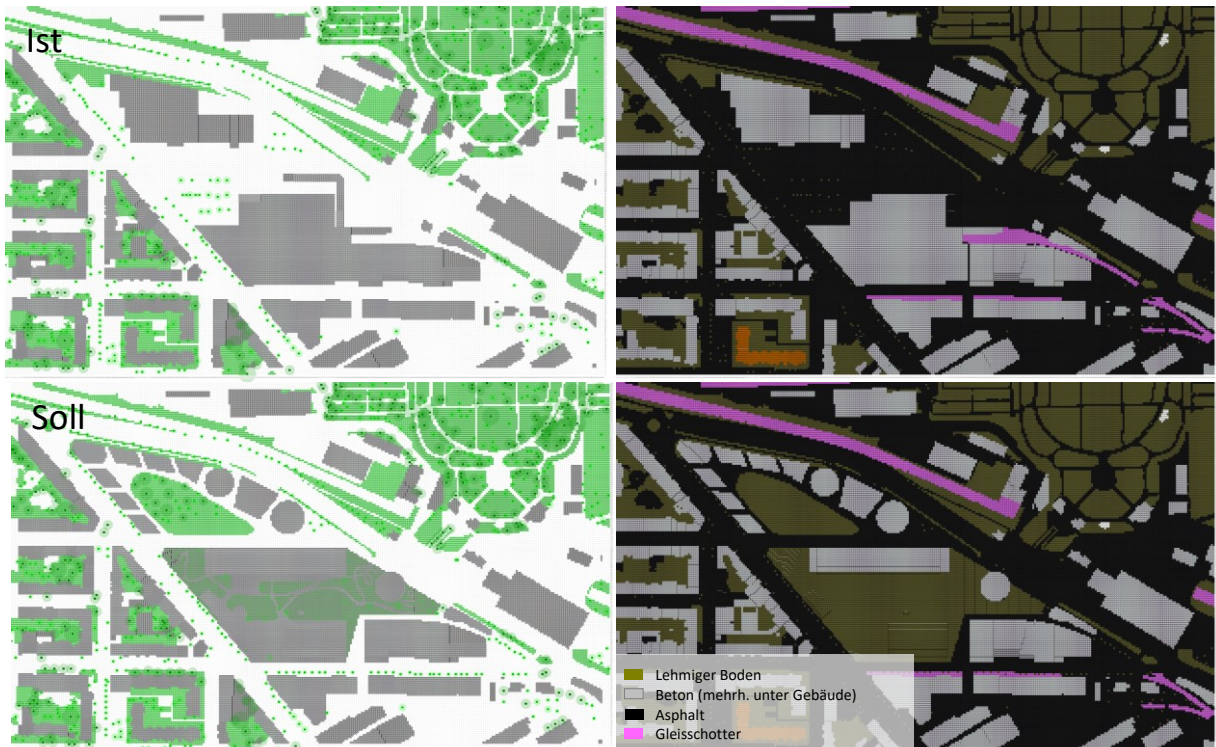 Ist
Soll
Lehmiger Boden
Beton (mehrh. unter Gebäude)
Asphalt
Gleisschotter